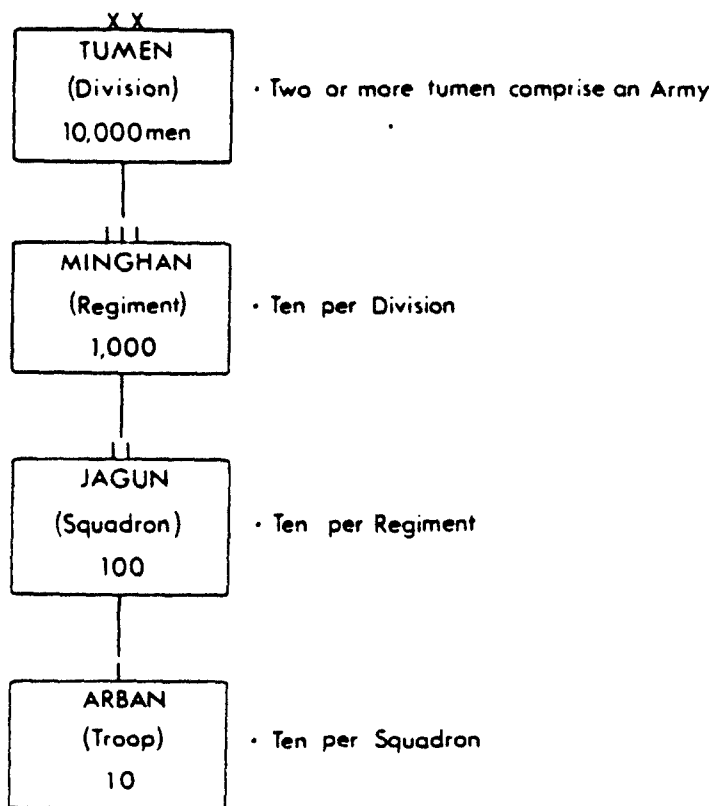 X X
TUMEN
(Division)
10,000 men
· Two or more tumen comprise an Army
III
MINGHAN
(Regiment)
1,000
· Ten per Division
II
JAGUN
(Squadron)
100
· Ten per Regiment
I
ARBAN
(Troop)
10
· Ten per Squadron